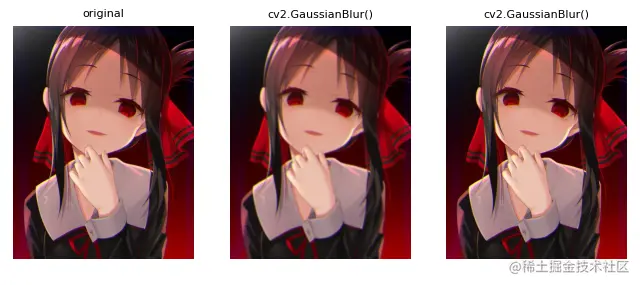 original
cv2.GaussianBlur()
cv2.GaussianBlur()
@稀土掘金技术社区